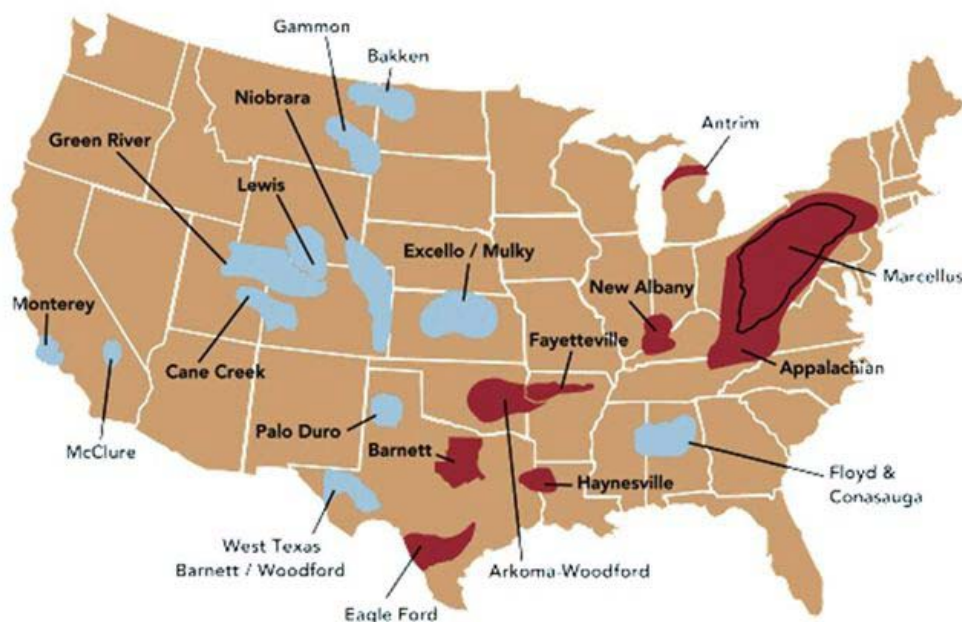 Gammon
Bakken
Niobrara
Green River
Antrim
Lewis
Excello / Mulky
Marcellus
New Albany
Monterey
Fayetteville
Cane Creek
Appalachian
Palo Duro
McClure
Barnett
Haynesville
Floyd &
Conasauga
West Texas
Barnett / Woodford
Arkoma-Woodford
Eagle Ford